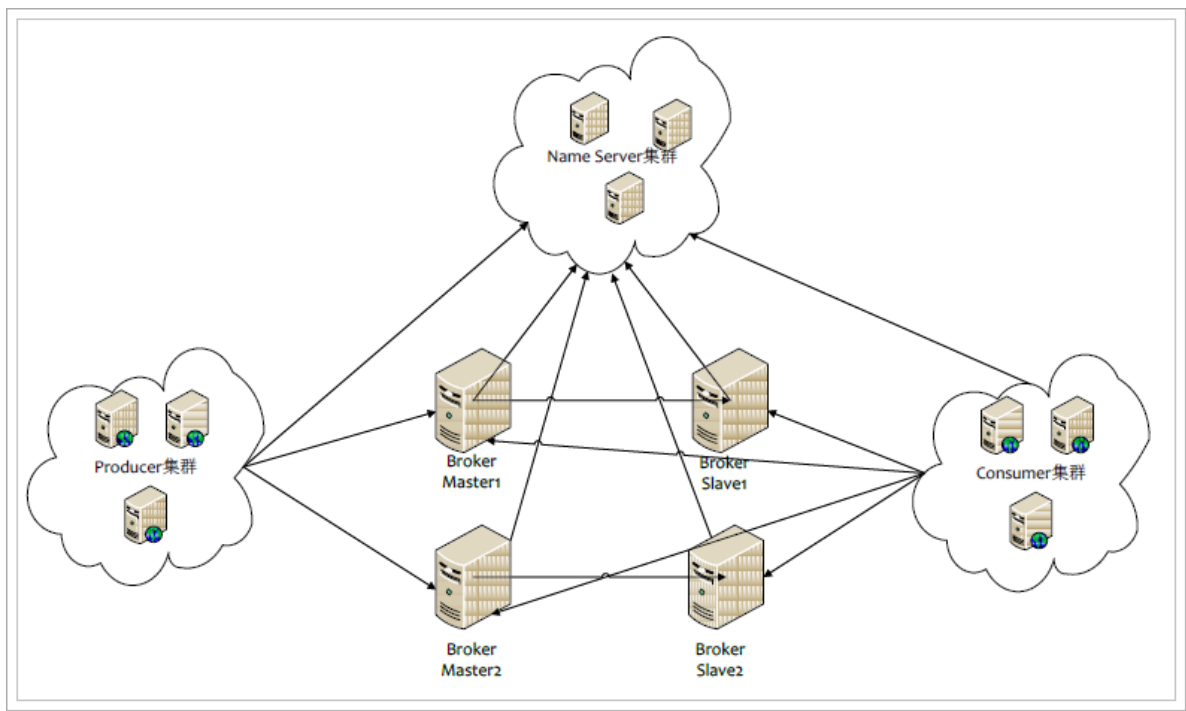 Name Server集群
Producer集群
Broker
Master1
Broker
Slave1
Consumer集群
Broker
Master2
Broker
Slave2